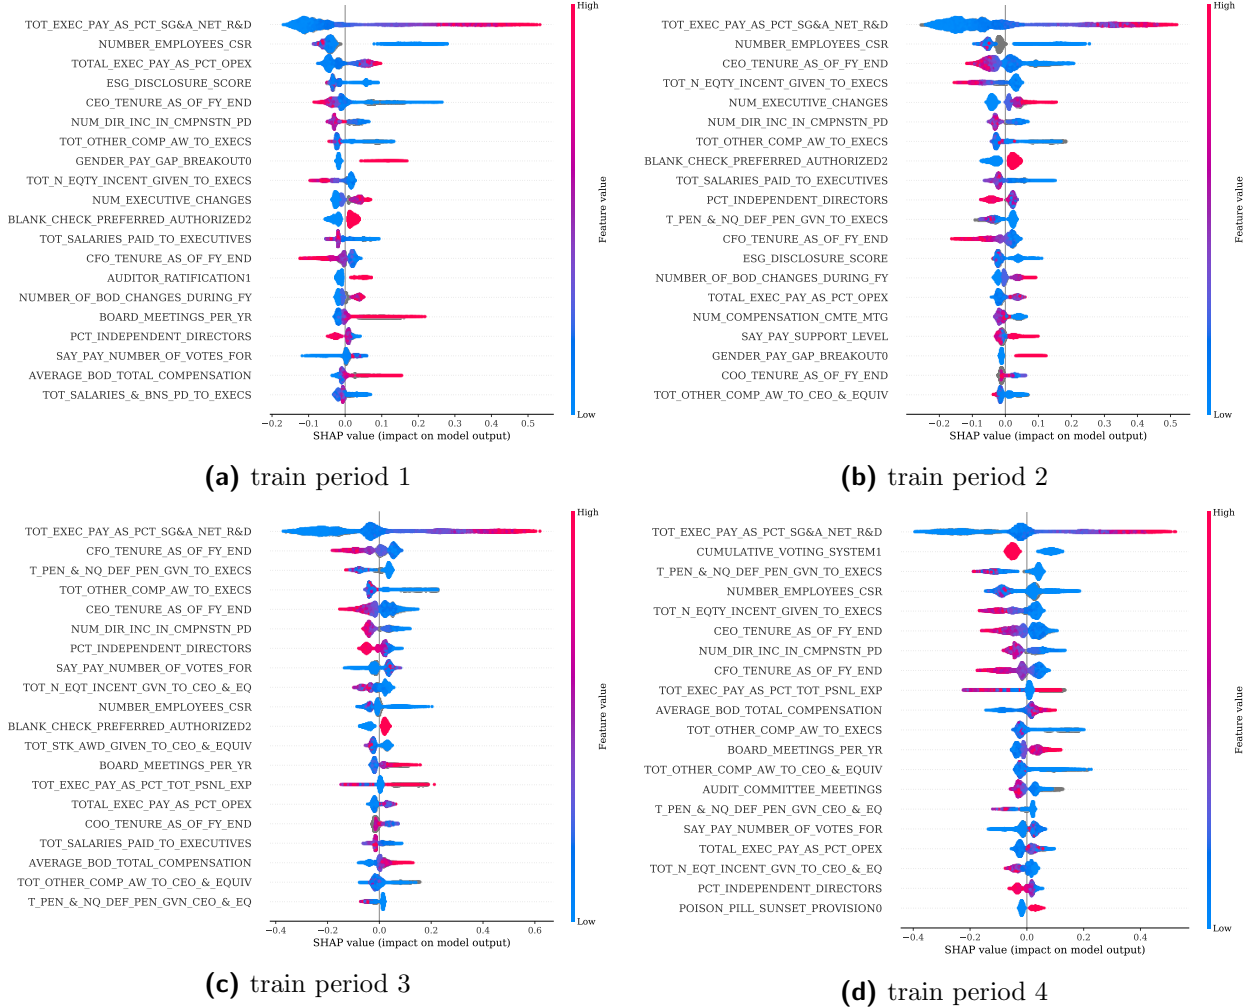 TOT_EXEC_PAY_AS_PCT_SG&A_NET_R&D
NUMBER_EMPLOYEES_CSR
TOTAL_EXEC_PAY_AS_PCT_OPEX
ESG_DISCLOSURE_SCORE
CEO_TENURE_AS_OF_FY_END
NUM_DIR_INC_IN_CMPNSTN_PD
TOT_OTHER_COMP_AW_TO_EXECS
GENDER_PAY_GAP_BREAKOUT0
TOT_N_EQTY_INCENT_GIVEN_TO_EXECS
NUM_EXECUTIVE_CHANGES
BLANK_CHECK_PREFERRED_AUTHORIZED2
TOT_SALARIES_PAID_TO_EXECUTIVES
CFO_TENURE_AS_OF_FY_END
AUDITOR_RATIFICATION1
NUMBER_OF_BOD_CHANGES_DURING_FY
BOARD_MEETINGS_PER_YR
PCT_INDEPENDENT_DIRECTORS
SAY_PAY_NUMBER_OF_VOTES_FOR
AVERAGE_BOD_TOTAL_COMPENSATION
TOT_SALARIES_&_BNS_PD_TO_EXECS
−0.2 −0.1 0.0 0.1 0.2 0.3 0.4 0.5
SHAP value (impact on model output)
High
Feature value
Low
(a) train period 1
TOT_EXEC_PAY_AS_PCT_SG&A_NET_R&D
NUMBER_EMPLOYEES_CSR
CEO_TENURE_AS_OF_FY_END
TOT_N_EQTY_INCENT_GIVEN_TO_EXECS
NUM_EXECUTIVE_CHANGES
NUM_DIR_INC_IN_CMPNSTN_PD
TOT_OTHER_COMP_AW_TO_EXECS
BLANK_CHECK_PREFERRED_AUTHORIZED2
TOT_SALARIES_PAID_TO_EXECUTIVES
PCT_INDEPENDENT_DIRECTORS
T_PEN_&_NQ_DEF_PEN_GVN_TO_EXECS
CFO_TENURE_AS_OF_FY_END
ESG_DISCLOSURE_SCORE
NUMBER_OF_BOD_CHANGES_DURING_FY
TOTAL_EXEC_PAY_AS_PCT_OPEX
NUM_COMPENSATION_CMTE_MTG
SAY_PAY_SUPPORT_LEVEL
GENDER_PAY_GAP_BREAKOUT0
COO_TENURE_AS_OF_FY_END
TOT_OTHER_COMP_AW_TO_CEO_&_EQUIV
−0.3 −0.2 −0.1 0.0 0.1 0.2 0.3 0.4 0.5
SHAP value (impact on model output)
High
Feature value
Low
(b) train period 2
TOT_EXEC_PAY_AS_PCT_SG&A_NET_R&D
CFO_TENURE_AS_OF_FY_END
T_PEN_&_NQ_DEF_PEN_GVN_TO_EXECS
TOT_OTHER_COMP_AW_TO_EXECS
CEO_TENURE_AS_OF_FY_END
NUM_DIR_INC_IN_CMPNSTN_PD
PCT_INDEPENDENT_DIRECTORS
SAY_PAY_NUMBER_OF_VOTES_FOR
TOT_N_EQT_INCENT_GVN_TO_CEO_&_EQ
NUMBER_EMPLOYEES_CSR
BLANK_CHECK_PREFERRED_AUTHORIZED2
TOT_STK_AWD_GIVEN_TO_CEO_&_EQUIV
BOARD_MEETINGS_PER_YR
TOT_EXEC_PAY_AS_PCT_TOT_PSNL_EXP
TOTAL_EXEC_PAY_AS_PCT_OPEX
COO_TENURE_AS_OF_FY_END
TOT_SALARIES_PAID_TO_EXECUTIVES
AVERAGE_BOD_TOTAL_COMPENSATION
TOT_OTHER_COMP_AW_TO_CEO_&_EQUIV
T_PEN_&_NQ_DEF_PEN_GVN_CEO_&_EQ
−0.4 −0.2 0.0 0.2 0.4 0.6
SHAP value (impact on model output)
High
Feature value
Low
(c) train period 3
TOT_EXEC_PAY_AS_PCT_SG&A_NET_R&D
CUMULATIVE_VOTING_SYSTEM1
T_PEN_&_NQ_DEF_PEN_GVN_TO_EXECS
NUMBER_EMPLOYEES_CSR
TOT_N_EQTY_INCENT_GIVEN_TO_EXECS
CEO_TENURE_AS_OF_FY_END
NUM_DIR_INC_IN_CMPNSTN_PD
CFO_TENURE_AS_OF_FY_END
TOT_EXEC_PAY_AS_PCT_TOT_PSNL_EXP
AVERAGE_BOD_TOTAL_COMPENSATION
TOT_OTHER_COMP_AW_TO_EXECS
BOARD_MEETINGS_PER_YR
TOT_OTHER_COMP_AW_TO_CEO_&_EQUIV
AUDIT_COMMITTEE_MEETINGS
T_PEN_&_NQ_DEF_PEN_GVN_CEO_&_EQ
SAY_PAY_NUMBER_OF_VOTES_FOR
TOTAL_EXEC_PAY_AS_PCT_OPEX
TOT_N_EQT_INCENT_GVN_TO_CEO_&_EQ
PCT_INDEPENDENT_DIRECTORS
POISON_PILL_SUNSET_PROVISION0
−0.4 −0.2 0.0 0.2 0.4
SHAP value (impact on model output)
High
Feature value
Low
(d) train period 4